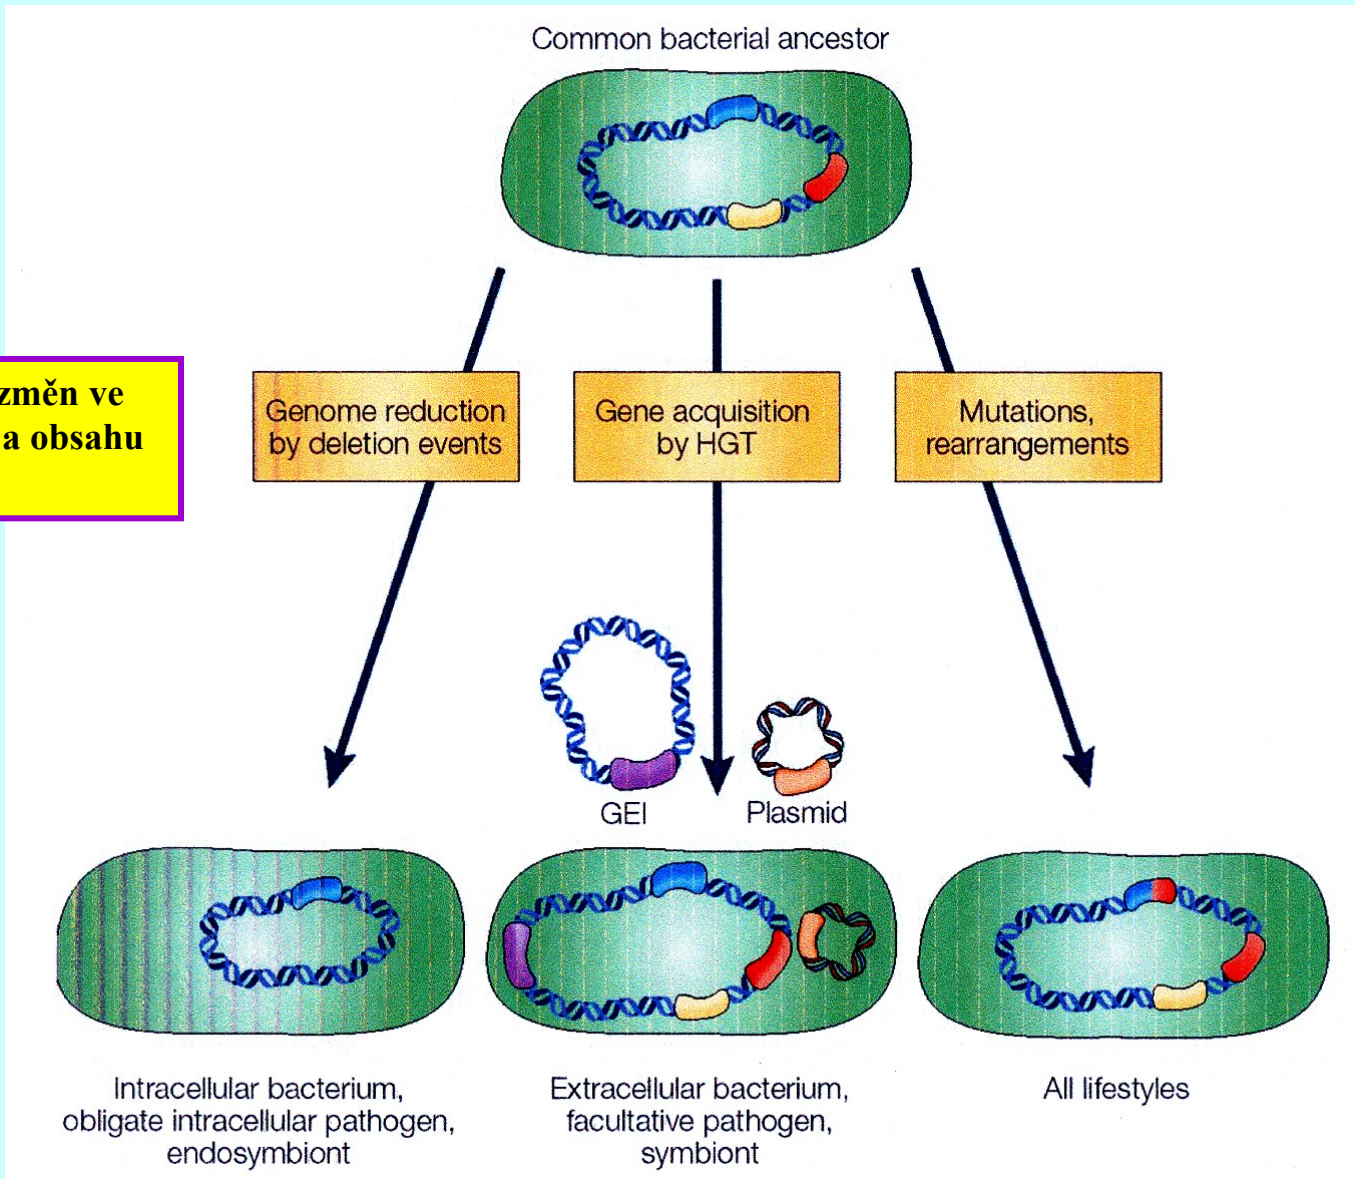 Common bacterial ancestor
změn ve
a obsahu
Genome reduction
by deletion events
Gene acquisition
by HGT
Mutations,
rearrangements
GEI
Plasmid
Intracellular bacterium,
obligate intracellular pathogen,
endosymbiont
Extracellular bacterium,
facultative pathogen,
symbiont
All lifestyles